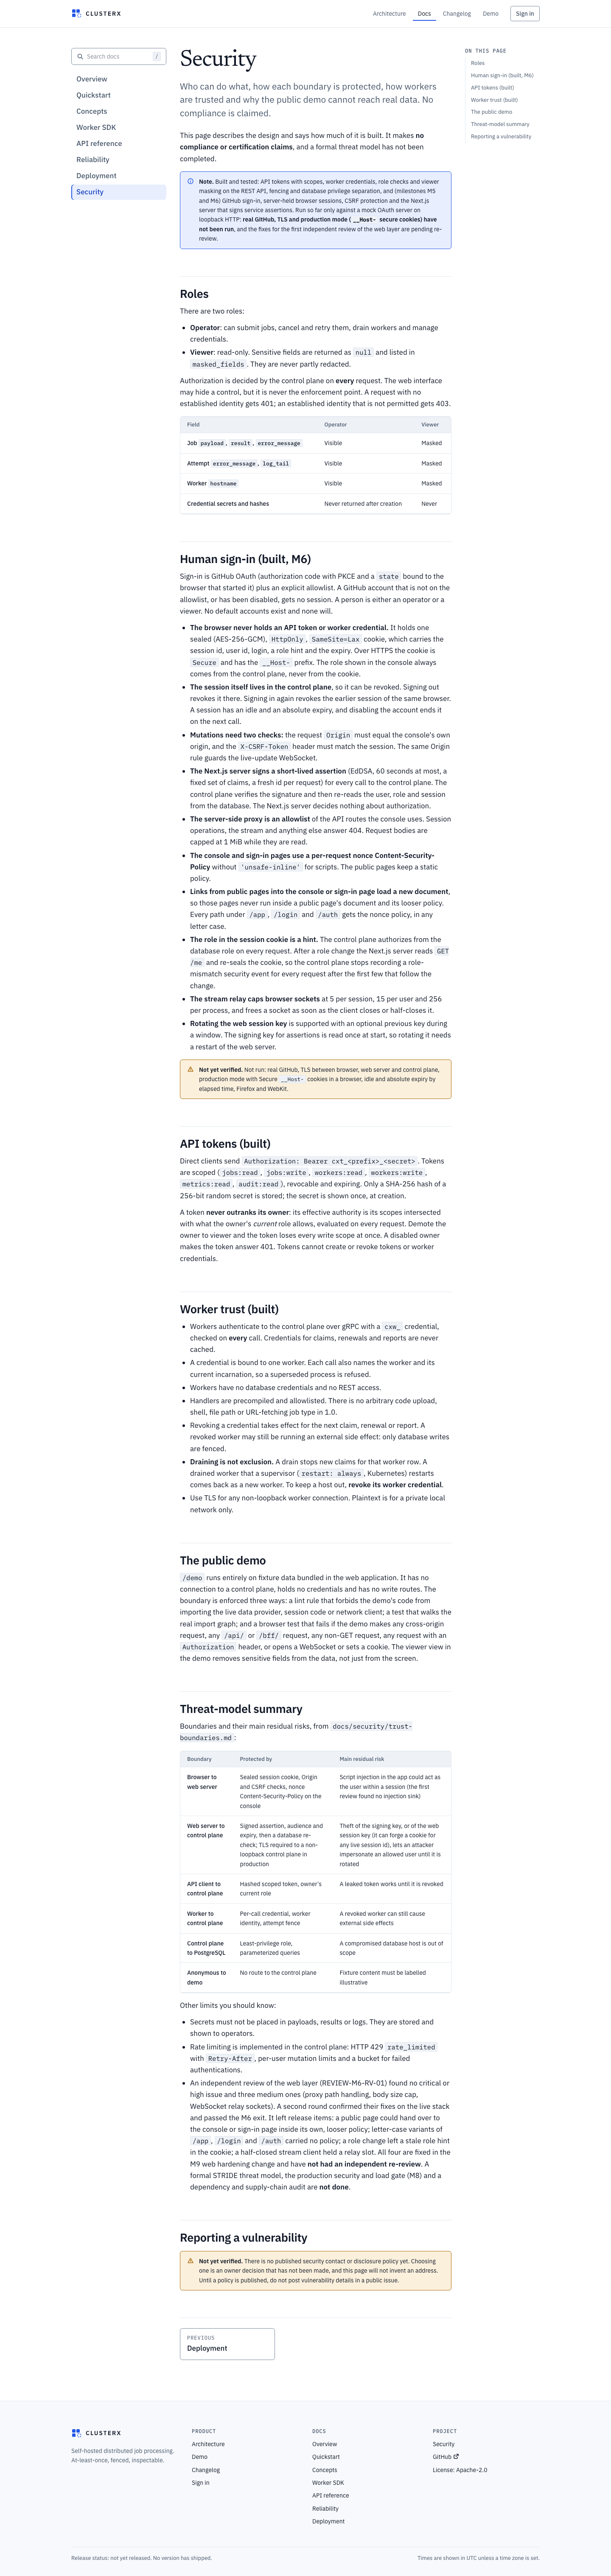 CLUSTERX
Architecture Docs Changelog Demo Sign in
Search docs /
Overview
Quickstart
Concepts
Worker SDK
API reference
Reliability
Deployment
Security
Security
Who can do what, how each boundary is protected, how workers
are trusted and why the public demo cannot reach real data. No
compliance is claimed.
This page describes the design and says how much of it is built. It makes no
compliance or certification claims, and a formal threat model has not been
completed.
Note. Built and tested: API tokens with scopes, worker credentials, role checks and viewer
masking on the REST API, fencing and database privilege separation, and (milestones M5
and M6) GitHub sign-in, server-held browser sessions, CSRF protection and the Next.js
server that signs service assertions. Run so far only against a mock OAuth server on
loopback HTTP: real GitHub, TLS and production mode ( __Host- secure cookies) have
not been run, and the fixes for the first independent review of the web layer are pending re-
review.
ON THIS PAGE
Roles
Human sign-in (built, M6)
API tokens (built)
Worker trust (built)
The public demo
Threat-model summary
Reporting a vulnerability
Roles
There are two roles:
• Operator: can submit jobs, cancel and retry them, drain workers and manage
credentials.
• Viewer: read-only. Sensitive fields are returned as null and listed in
masked_fields . They are never partly redacted.
Authorization is decided by the control plane on every request. The web interface
may hide a control, but it is never the enforcement point. A request with no
established identity gets 401; an established identity that is not permitted gets 403.
Field Operator Viewer
Job payload, result, error_message Visible Masked
Attempt error_message, log_tail Visible Masked
Worker hostname Visible Masked
Credential secrets and hashes Never returned after creation Never
Human sign-in (built, M6)
Sign-in is GitHub OAuth (authorization code with PKCE and a state bound to the
browser that started it) plus an explicit allowlist. A GitHub account that is not on the
allowlist, or has been disabled, gets no session. A person is either an operator or a
viewer. No default accounts exist and none will.
• The browser never holds an API token or worker credential. It holds one
sealed (AES-256-GCM), HttpOnly , SameSite=Lax cookie, which carries the
session id, user id, login, a role hint and the expiry. Over HTTPS the cookie is
Secure and has the __Host- prefix. The role shown in the console always
comes from the control plane, never from the cookie.
• The session itself lives in the control plane, so it can be revoked. Signing out
revokes it there. Signing in again revokes the earlier session of the same browser.
A session has an idle and an absolute expiry, and disabling the account ends it
on the next call.
• Mutations need two checks: the request Origin must equal the console's own
origin, and the X-CSRF-Token header must match the session. The same Origin
rule guards the live-update WebSocket.
• The Next.js server signs a short-lived assertion (EdDSA, 60 seconds at most, a
fixed set of claims, a fresh id per request) for every call to the control plane. The
control plane verifies the signature and then re-reads the user, role and session
from the database. The Next.js server decides nothing about authorization.
• The server-side proxy is an allowlist of the API routes the console uses. Session
operations, the stream and anything else answer 404. Request bodies are
capped at 1 MiB while they are read.
• The console and sign-in pages use a per-request nonce Content-Security-
Policy without 'unsafe-inline' for scripts. The public pages keep a static
policy.
• Links from public pages into the console or sign-in page load a new document,
so those pages never run inside a public page's document and its looser policy.
Every path under /app , /login and /auth gets the nonce policy, in any
letter case.
• The role in the session cookie is a hint. The control plane authorizes from the
database role on every request. After a role change the Next.js server reads GET
/me and re-seals the cookie, so the control plane stops recording a role-
mismatch security event for every request after the first few that follow the
change.
• The stream relay caps browser sockets at 5 per session, 15 per user and 256
per process, and frees a socket as soon as the client closes or half-closes it.
• Rotating the web session key is supported with an optional previous key during
a window. The signing key for assertions is read once at start, so rotating it needs
a restart of the web server.
Not yet verified. Not run: real GitHub, TLS between browser, web server and control plane,
production mode with Secure __Host- cookies in a browser, idle and absolute expiry by
elapsed time, Firefox and WebKit.
API tokens (built)
Direct clients send Authorization: Bearer cxt_<prefix>_<secret> . Tokens
are scoped ( jobs:read , jobs:write , workers:read , workers:write ,
metrics:read , audit:read ), revocable and expiring. Only a SHA-256 hash of a
256-bit random secret is stored; the secret is shown once, at creation.
A token never outranks its owner: its effective authority is its scopes intersected
with what the owner's current role allows, evaluated on every request. Demote the
owner to viewer and the token loses every write scope at once. A disabled owner
makes the token answer 401. Tokens cannot create or revoke tokens or worker
credentials.
Worker trust (built)
• Workers authenticate to the control plane over gRPC with a cxw_ credential,
checked on every call. Credentials for claims, renewals and reports are never
cached.
• A credential is bound to one worker. Each call also names the worker and its
current incarnation, so a superseded process is refused.
• Workers have no database credentials and no REST access.
• Handlers are precompiled and allowlisted. There is no arbitrary code upload,
shell, file path or URL-fetching job type in 1.0.
• Revoking a credential takes effect for the next claim, renewal or report. A
revoked worker may still be running an external side effect: only database writes
are fenced.
• Draining is not exclusion. A drain stops new claims for that worker row. A
drained worker that a supervisor ( restart: always , Kubernetes) restarts
comes back as a new worker. To keep a host out, revoke its worker credential.
• Use TLS for any non-loopback worker connection. Plaintext is for a private local
network only.
The public demo
/demo runs entirely on fixture data bundled in the web application. It has no
connection to a control plane, holds no credentials and has no write routes. The
boundary is enforced three ways: a lint rule that forbids the demo's code from
importing the live data provider, session code or network client; a test that walks the
real import graph; and a browser test that fails if the demo makes any cross-origin
request, any /api/ or /bff/ request, any non-GET request, any request with an
Authorization header, or opens a WebSocket or sets a cookie. The viewer view in
the demo removes sensitive fields from the data, not just from the screen.
Threat-model summary
Boundaries and their main residual risks, from docs/security/trust-
boundaries.md :
Boundary Protected by Main residual risk
Browser to web server Sealed session cookie, Origin and CSRF checks, nonce Content-Security-Policy on the console Script injection in the app could act as the user within a session (the first review found no injection sink)
Web server to control plane Signed assertion, audience and expiry, then a database re-check; TLS required to a non-loopback control plane in production Theft of the signing key, or of the web session key (it can forge a cookie for any live session id), lets an attacker impersonate an allowed user until it is rotated
API client to control plane Hashed scoped token, owner's current role A leaked token works until it is revoked
Worker to control plane Per-call credential, worker identity, attempt fence A revoked worker can still cause external side effects
Control plane to PostgreSQL Least-privilege role, parameterized queries A compromised database host is out of scope
Anonymous to demo No route to the control plane Fixture content must be labelled illustrative
Other limits you should know:
• Secrets must not be placed in payloads, results or logs. They are stored and
shown to operators.
• Rate limiting is implemented in the control plane: HTTP 429 rate_limited
with Retry-After , per-user mutation limits and a bucket for failed
authentications.
• An independent review of the web layer (REVIEW-M6-RV-01) found no critical or
high issue and three medium ones (proxy path handling, body size cap,
WebSocket relay sockets). A second round confirmed their fixes on the live stack
and passed the M6 exit. It left release items: a public page could hand over to
the console or sign-in page inside its own, looser policy; letter-case variants of
/app , /login and /auth carried no policy; a role change left a stale role hint
in the cookie; a half-closed stream client held a relay slot. All four are fixed in the
M9 web hardening change and have not had an independent re-review. A
formal STRIDE threat model, the production security and load gate (M8) and a
dependency and supply-chain audit are not done.
Reporting a vulnerability
Not yet verified. There is no published security contact or disclosure policy yet. Choosing
one is an owner decision that has not been made, and this page will not invent an address.
Until a policy is published, do not post vulnerability details in a public issue.
PREVIOUS
Deployment
CLUSTERX
Self-hosted distributed job processing.
At-least-once, fenced, inspectable.
PRODUCT
Architecture
Demo
Changelog
Sign in
DOCS
Overview
Quickstart
Concepts
Worker SDK
API reference
Reliability
Deployment
PROJECT
Security
GitHub
License: Apache-2.0
Release status: not yet released. No version has shipped.
Times are shown in UTC unless a time zone is set.